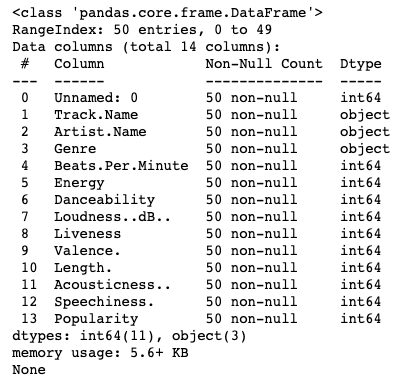 <class 'pandas.core.frame.DataFrame'>
RangeIndex: 50 entries, 0 to 49
Data columns (total 14 columns):
 #   Column            Non-Null Count  Dtype
---  ------            --------------  -----
 0   Unnamed: 0        50 non-null     int64
 1   Track.Name        50 non-null     object
 2   Artist.Name       50 non-null     object
 3   Genre             50 non-null     object
 4   Beats.Per.Minute  50 non-null     int64
 5   Energy            50 non-null     int64
 6   Danceability      50 non-null     int64
 7   Loudness..dB..    50 non-null     int64
 8   Liveness          50 non-null     int64
 9   Valence.          50 non-null     int64
 10  Length.           50 non-null     int64
 11  Acousticness..    50 non-null     int64
 12  Speechiness.      50 non-null     int64
 13  Popularity        50 non-null     int64
dtypes: int64(11), object(3)
memory usage: 5.6+ KB
None